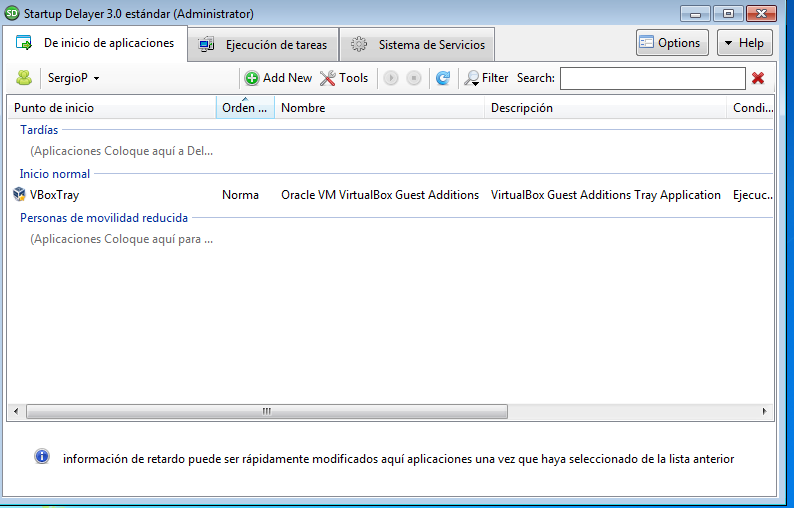 SD Startup Delayer 3.0 estándar (Administrator)
De inicio de aplicaciones Ejecución de tareas Sistema de Servicios Options Help
SergioP Add New Tools Filter Search:
Punto de inicio Orden ... Nombre Descripción Condi...
Tardías
(Aplicaciones Coloque aquí a Del...
Inicio normal
VBoxTray Norma Oracle VM VirtualBox Guest Additions VirtualBox Guest Additions Tray Application Ejecuc...
Personas de movilidad reducida
(Aplicaciones Coloque aquí para ...
información de retardo puede ser rápidamente modificados aquí aplicaciones una vez que haya seleccionado de la lista anterior